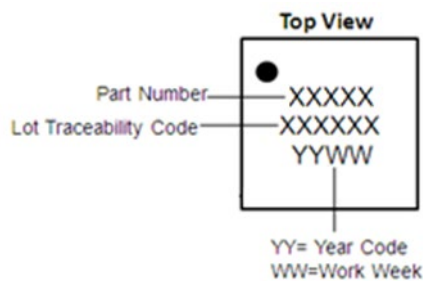 Top View
Part Number
XXXXX
Lot Traceability Code
XXXXXX
YYWW
YY= Year Code
WW=Work Week